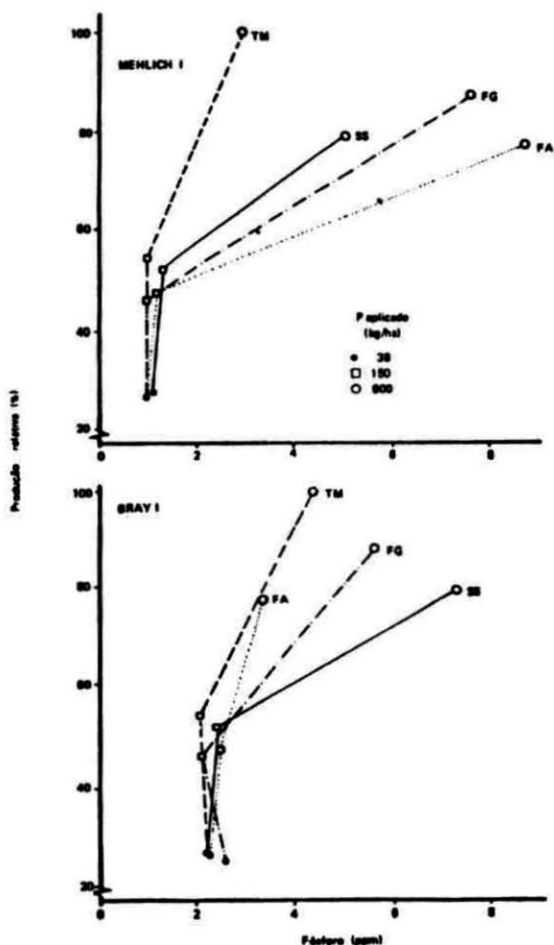 100
TM
MEHLICH I
FG
80
SS
FA
60
P aplicado
(kg/ha)
38
40
150
600
20
0
2
4
6
8
Produção relativa (%)
100
TM
BRAY I
FG
80
FA
SS
60
40
20
0
2
4
6
8
Fósforo (ppm)